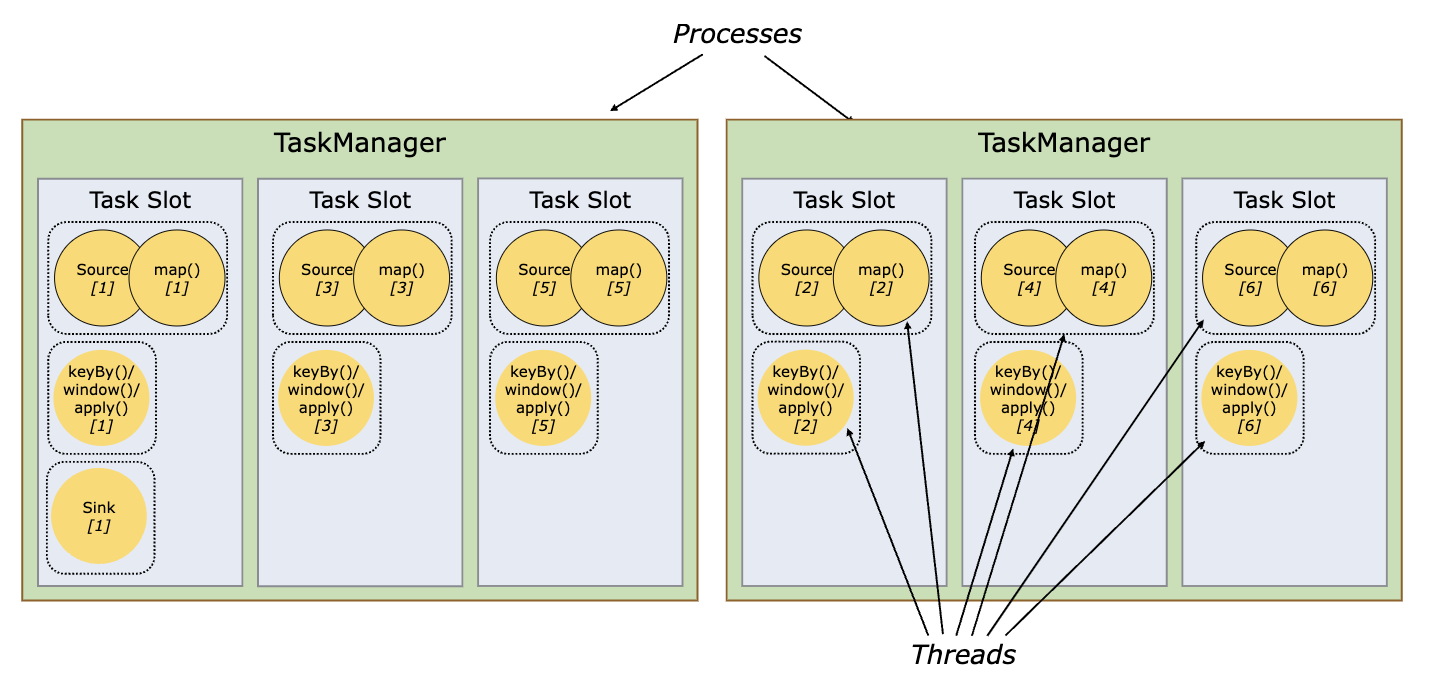 Processes
TaskManager
Task Slot
Source
[1]
map()
[1]
keyBy()/
window()/
apply()
[1]
Sink
[1]
Task Slot
Source
[3]
map()
[3]
keyBy()/
window()/
apply()
[3]
Task Slot
Source
[5]
map()
[5]
keyBy()/
window()/
apply()
[5]
TaskManager
Task Slot
Source
[2]
map()
[2]
keyBy()/
window()/
apply()
[2]
Task Slot
Source
[4]
map()
[4]
keyBy()/
window()/
apply()
[4]
Task Slot
Source
[6]
map()
[6]
keyBy()/
window()/
apply()
[6]
Threads